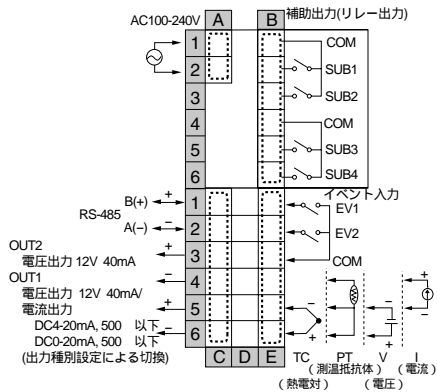 AC100-240V
A
B
補助出力(リレー出力)
1
COM
2
SUB1
3
SUB2
4
COM
5
SUB3
6
SUB4
イベント入力
B(+)
+
1
EV1
RS-485
A(−)
−
2
EV2
OUT2
+
3
COM
電圧出力 12V 40mA
OUT1
−
4
電圧出力 12V 40mA/
電流出力
+
5
−
−
+
DC4-20mA, 500 以下
−
6
+
+
−
DC0-20mA, 500 以下
(出力種別設定による切換)
C
D
E
TC
PT
V
I
(測温抵抗体)
(電流)
(熱電対)
(電圧)